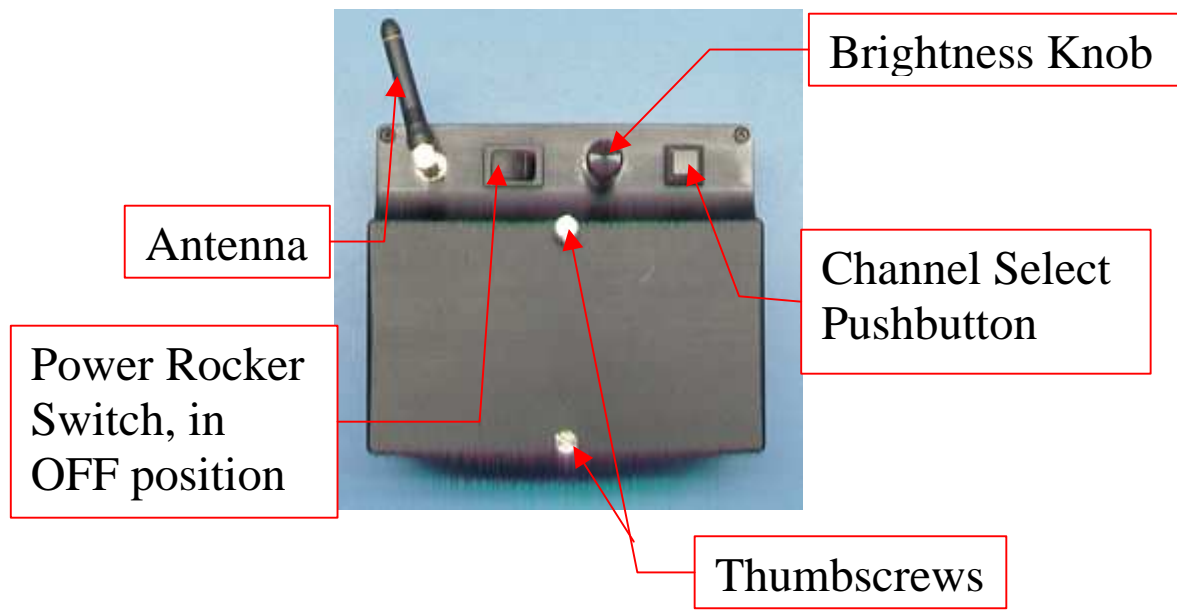 Brightness Knob
Antenna
Channel Select
Pushbutton
Power Rocker
Switch, in
OFF position
Thumbscrews